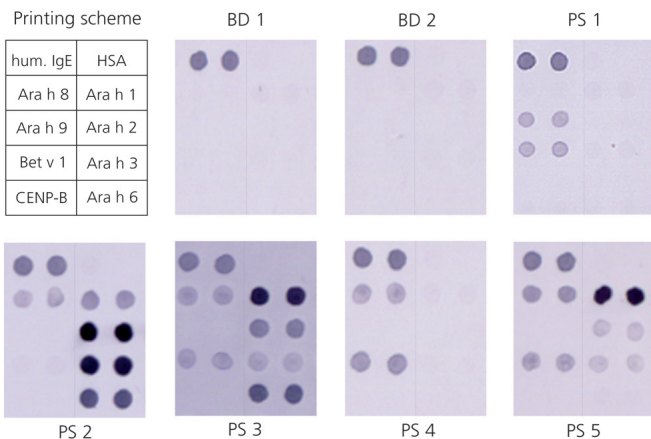 Printing scheme
BD 1
BD 2
PS 1
hum. IgE HSA
Ara h 8 Ara h 1
Ara h 9 Ara h 2
Bet v 1 Ara h 3
CENP-B Ara h 6
PS 2
PS 3
PS 4
PS 5